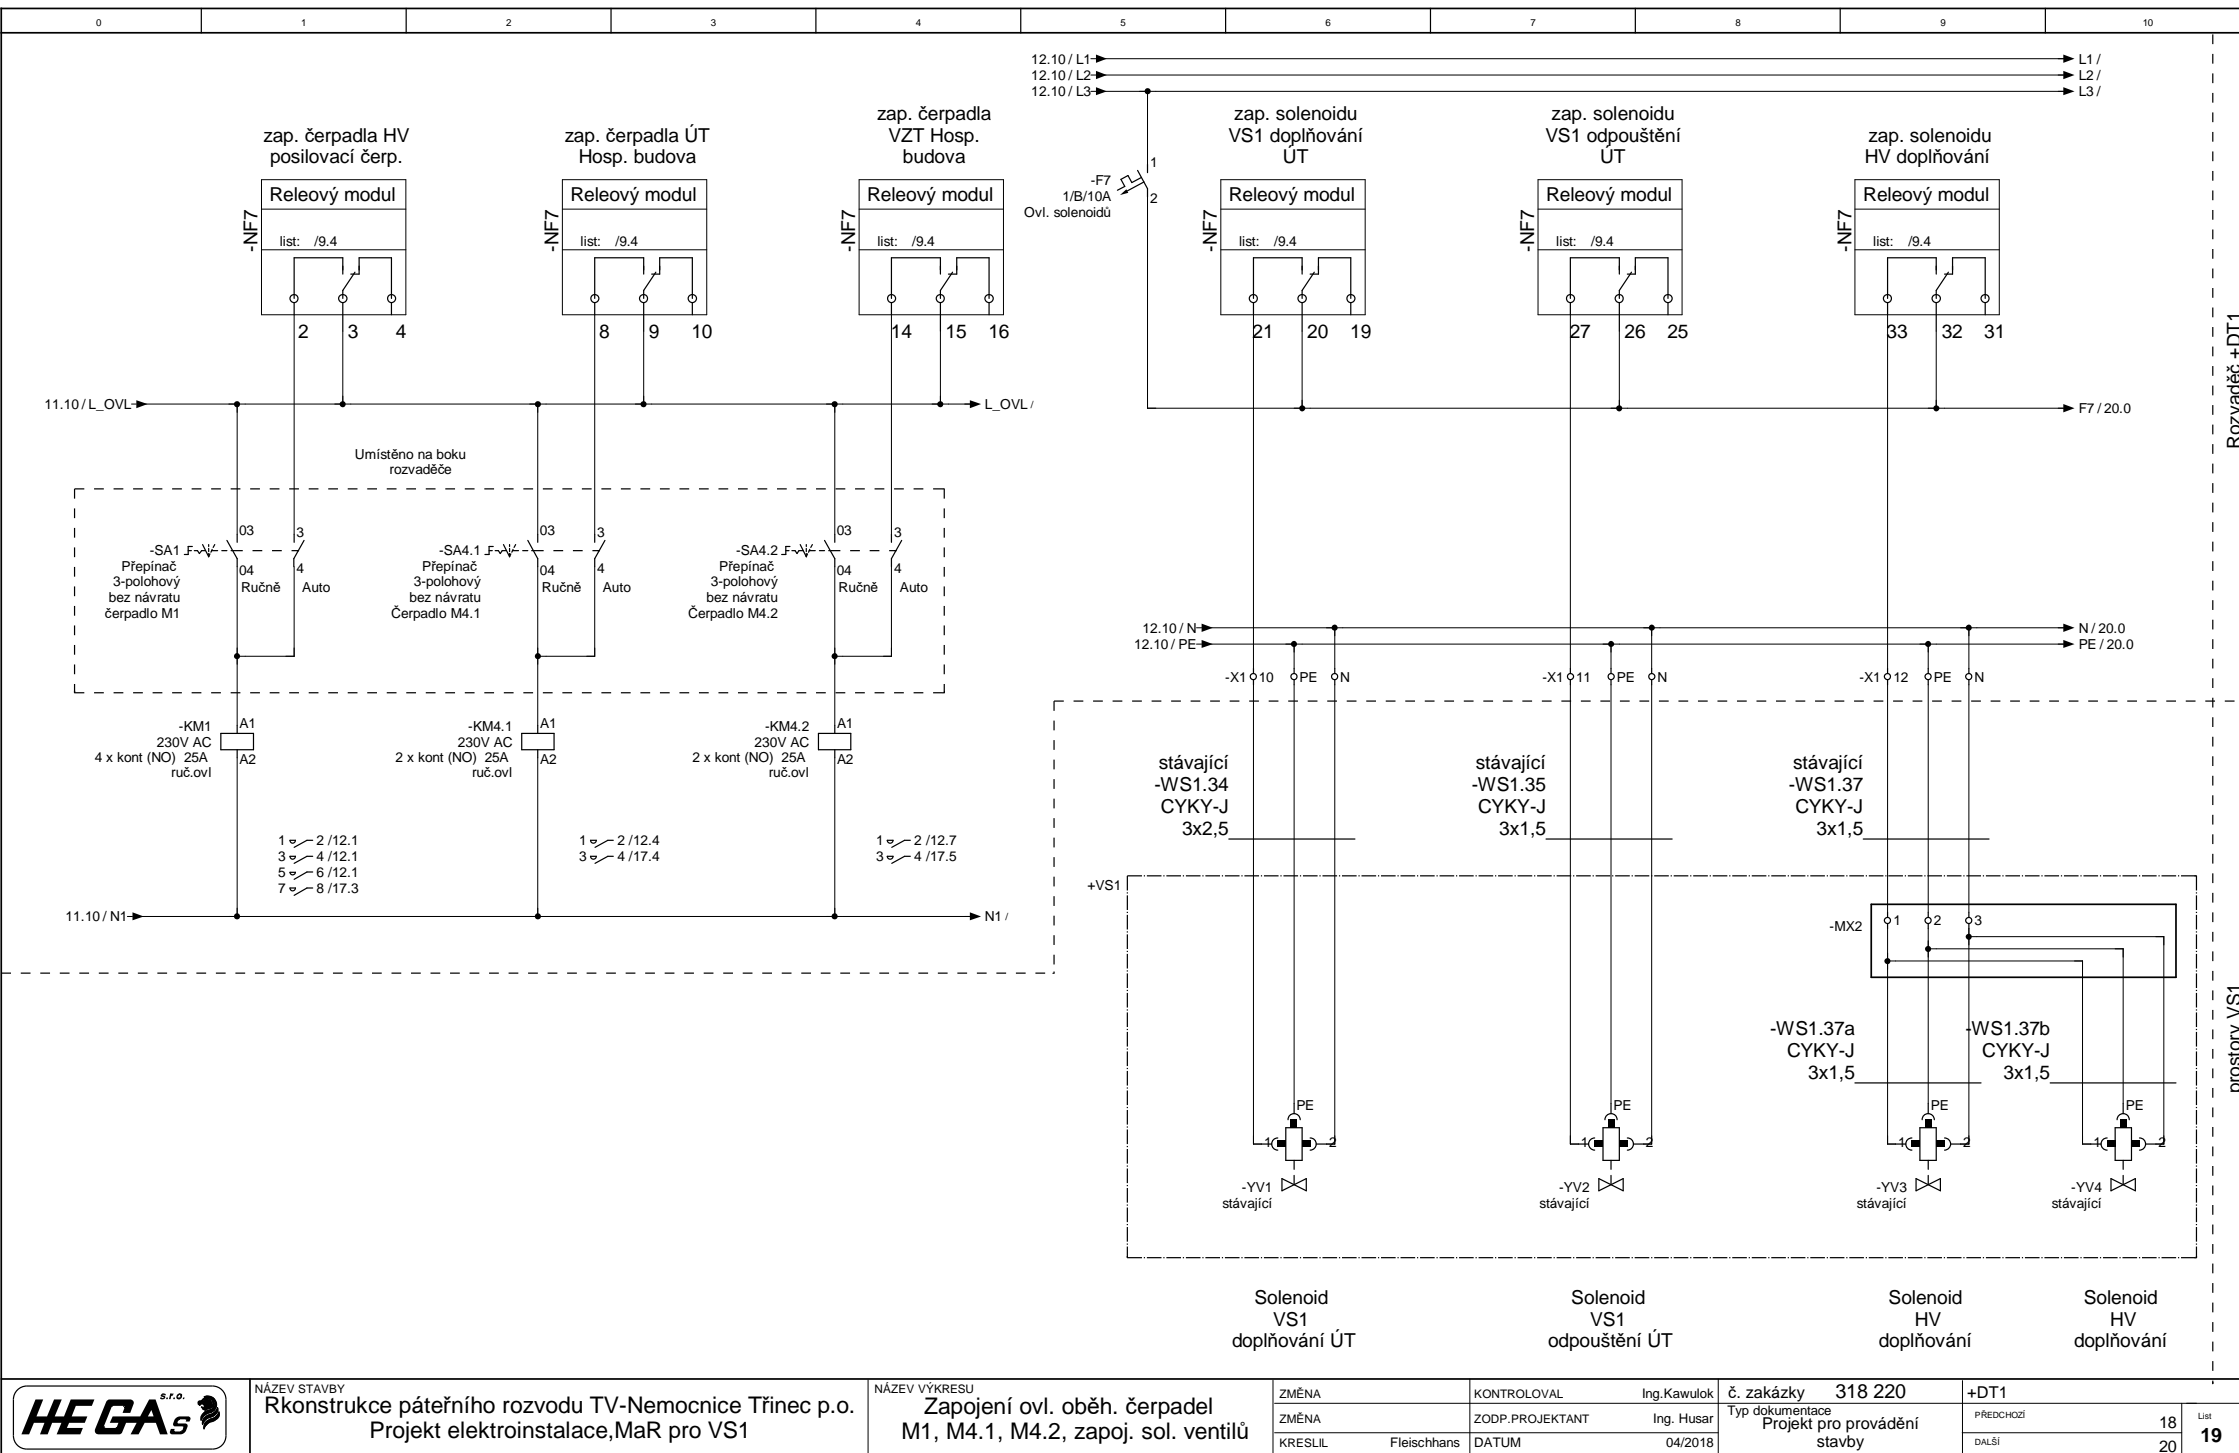 0 1 2 3 4 5 6 7 8 9 10
12.10 / L1
12.10 / L2
12.10 / L3
L1 /
L2 /
L3 /
zap. čerpadla HV
posilovací čerp.
-NF7
Releový modul
list: /9.4
2 3 4
zap. čerpadla ÚT
Hosp. budova
-NF7
Releový modul
list: /9.4
8 9 10
zap. čerpadla
VZT Hosp.
budova
-NF7
Releový modul
list: /9.4
14 15 16
1
-F7
1/B/10A
2
Ovl. solenoidů
zap. solenoidu
VS1 doplňování
ÚT
-NF7
Releový modul
list: /9.4
21 20 19
zap. solenoidu
VS1 odpouštění
ÚT
-NF7
Releový modul
list: /9.4
27 26 25
zap. solenoidu
HV doplňování
-NF7
Releový modul
list: /9.4
33 32 31
Rozvaděč +DT1
11.10 / L_OVL
L_OVL /
F7 / 20.0
Umístěno na boku
rozvaděče
03 3
-SA1
04 4
Přepínač
3-polohový
bez návratu
čerpadlo M1
Ručně Auto
03 3
-SA4.1
04 4
Přepínač
3-polohový
bez návratu
Čerpadlo M4.1
Ručně Auto
03 3
-SA4.2
04 4
Přepínač
3-polohový
bez návratu
Čerpadlo M4.2
Ručně Auto
12.10 / N
12.10 / PE
N / 20.0
PE / 20.0
-X1 10 PE N
-X1 11 PE N
-X1 12 PE N
-KM1
230V AC
4 x kont (NO) 25A
ruč.ovl
A1
A2
-KM4.1
230V AC
2 x kont (NO) 25A
ruč.ovl
A1
A2
-KM4.2
230V AC
2 x kont (NO) 25A
ruč.ovl
A1
A2
stávající
-WS1.34
CYKY-J
3x2,5
stávající
-WS1.35
CYKY-J
3x1,5
stávající
-WS1.37
CYKY-J
3x1,5
1 2 /12.1
3 4 /12.1
5 6 /12.1
7 8 /17.3
1 2 /12.4
3 4 /17.4
1 2 /12.7
3 4 /17.5
11.10 / N1
N1 /
+VS1
-MX2
1 2 3
prostory VS1
-WS1.37a
CYKY-J
3x1,5
-WS1.37b
CYKY-J
3x1,5
PE
1 2
-YV1
stávající
PE
1 2
-YV2
stávající
PE
1 2
-YV3
stávající
PE
1 2
-YV4
stávající
Solenoid
VS1
doplňování ÚT
Solenoid
VS1
odpouštění ÚT
Solenoid
HV
doplňování
Solenoid
HV
doplňování
HEGAs s.r.o.
NÁZEV STAVBY
Rkonstrukce páteřního rozvodu TV-Nemocnice Třinec p.o.
Projekt elektroinstalace,MaR pro VS1
NÁZEV VÝKRESU
Zapojení ovl. oběh. čerpadel
M1, M4.1, M4.2, zapoj. sol. ventilů
ZMĚNA
ZMĚNA
KRESLIL Fleischhans
KONTROLOVAL Ing.Kawulok
ZODP.PROJEKTANT Ing. Husar
DATUM 04/2018
č. zakázky 318 220
Typ dokumentace
Projekt pro provádění
stavby
+DT1
PŘEDCHOZÍ 18
DALŠÍ 20
List
19